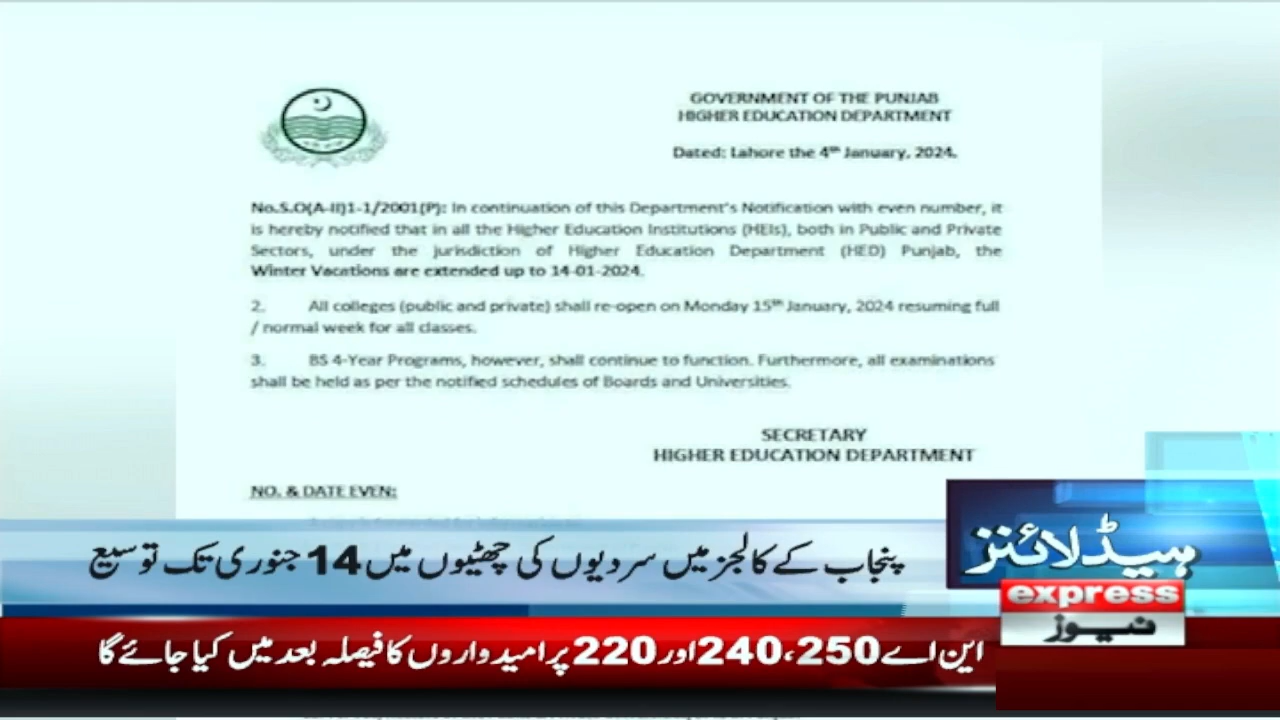 GOVERNMENT OF THE PUNJAB
HIGHER EDUCATION DEPARTMENT
Dated: Lahore the 4th January, 2024.
No.S.O(A-II)1-1/2001(P): In continuation of this Department's Notification with even number, it
is hereby notified that in all the Higher Education Institutions (HEIs), both in Public and Private
Sectors, under the jurisdiction of Higher Education Department (HED) Punjab, the
Winter Vacations are extended up to 14-01-2024.
2. All colleges (public and private) shall re-open on Monday 15th January, 2024 resuming full
/ normal week for all classes.
3. BS 4-Year Programs, however, shall continue to function. Furthermore, all examinations
shall be held as per the notified schedules of Boards and Universities.
SECRETARY
HIGHER EDUCATION DEPARTMENT
NO. & DATE EVEN:
ہیڈلائنز
پنجاب کے کالجز میں سردیوں کی چھٹیوں میں 14 جنوری تک توسیع
express
نیوز
این اے 250، 240 اور 220 پر امیدواروں کا فیصلہ بعد میں کیا جائے گا